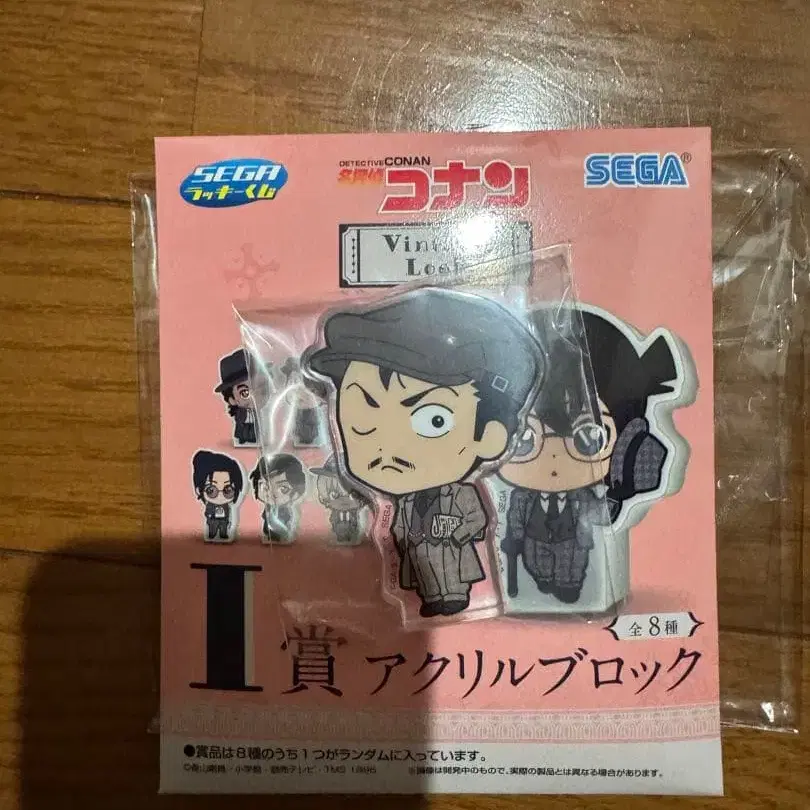 SEGA
ラッキーくじ
DETECTIVE CONAN
名探偵
コナン
SEGA®
Vin
Loo
SEGA
I賞 アクリルブロック
全8種
●賞品は8種のうち1つがランダムに入っています。
©青山剛昌/小学館・読売テレビ・TMS 1996
※画像は開発中のもので、実際の製品とは異なる場合があります。